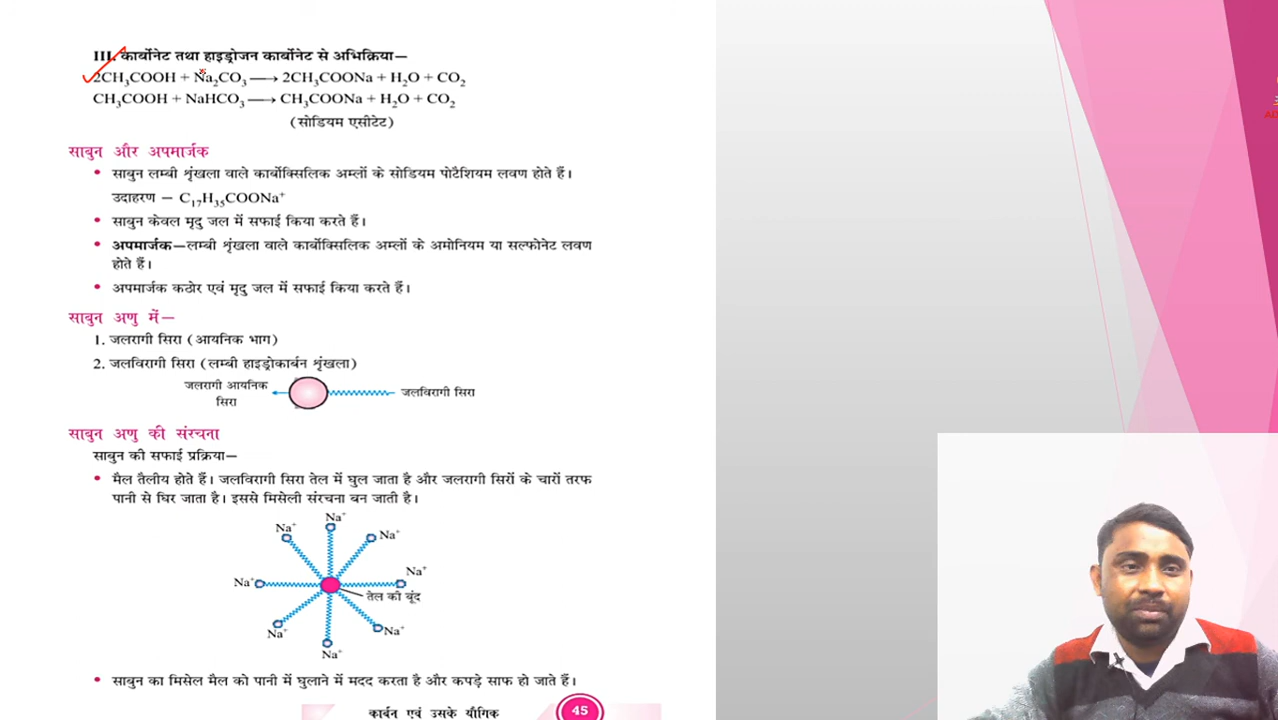 III. कार्बोनेट तथा हाइड्रोजन कार्बोनेट से अभिक्रिया—
2CH₃COOH + Na₂CO₃ ⟶ 2CH₃COONa + H₂O + CO₂
CH₃COOH + NaHCO₃ ⟶ CH₃COONa + H₂O + CO₂
(सोडियम एसीटेट)
साबुन और अपमार्जक
• साबुन लम्बी शृंखला वाले कार्बोक्सिलिक अम्लों के सोडियम पोटैशियम लवण होते हैं।
उदाहरण – C₁₇H₃₅COONa⁺
• साबुन केवल मृदु जल में सफाई किया करते हैं।
• अपमार्जक—लम्बी शृंखला वाले कार्बोक्सिलिक अम्लों के अमोनियम या सल्फोनेट लवण
होते हैं।
• अपमार्जक कठोर एवं मृदु जल में सफाई किया करते हैं।
साबुन अणु में—
1. जलरागी सिरा (आयनिक भाग)
2. जलविरागी सिरा (लम्बी हाइड्रोकार्बन शृंखला)
जलरागी आयनिक
सिरा
जलविरागी सिरा
साबुन अणु की संरचना
साबुन की सफाई प्रक्रिया—
• मैल तैलीय होते हैं। जलविरागी सिरा तेल में घुल जाता है और जलरागी सिरों के चारों तरफ
पानी से घिर जाता है। इससे मिसेली संरचना बन जाती है।
Na⁺
Na⁺
Na⁺
Na⁺
Na⁺
तेल की बूंद
Na⁺
Na⁺
Na⁺
• साबुन का मिसेल मैल को पानी में घुलाने में मदद करता है और कपड़े साफ हो जाते हैं।
कार्बन एवं उसके यौगिक
45